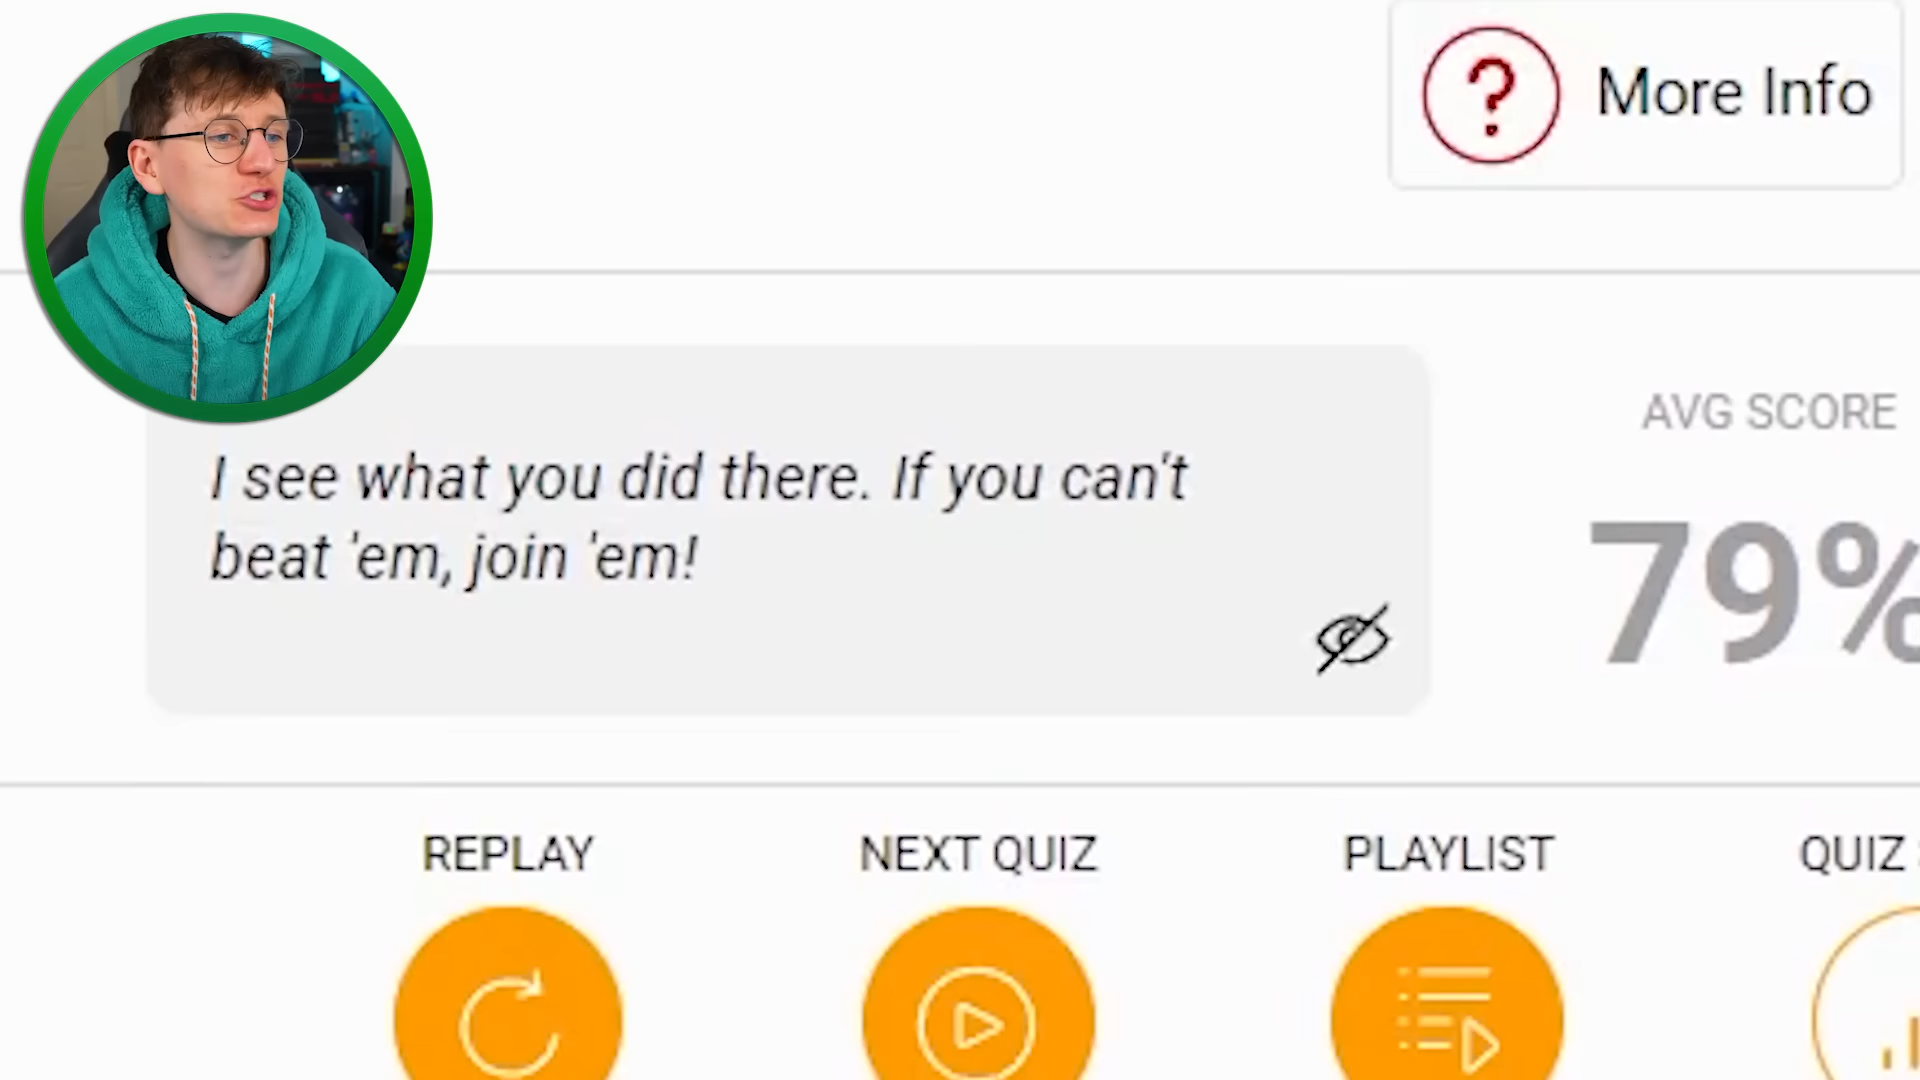 More Info
I see what you did there. If you can't
beat 'em, join 'em!
AVG SCORE
79%
REPLAY
NEXT QUIZ
PLAYLIST
QUIZ